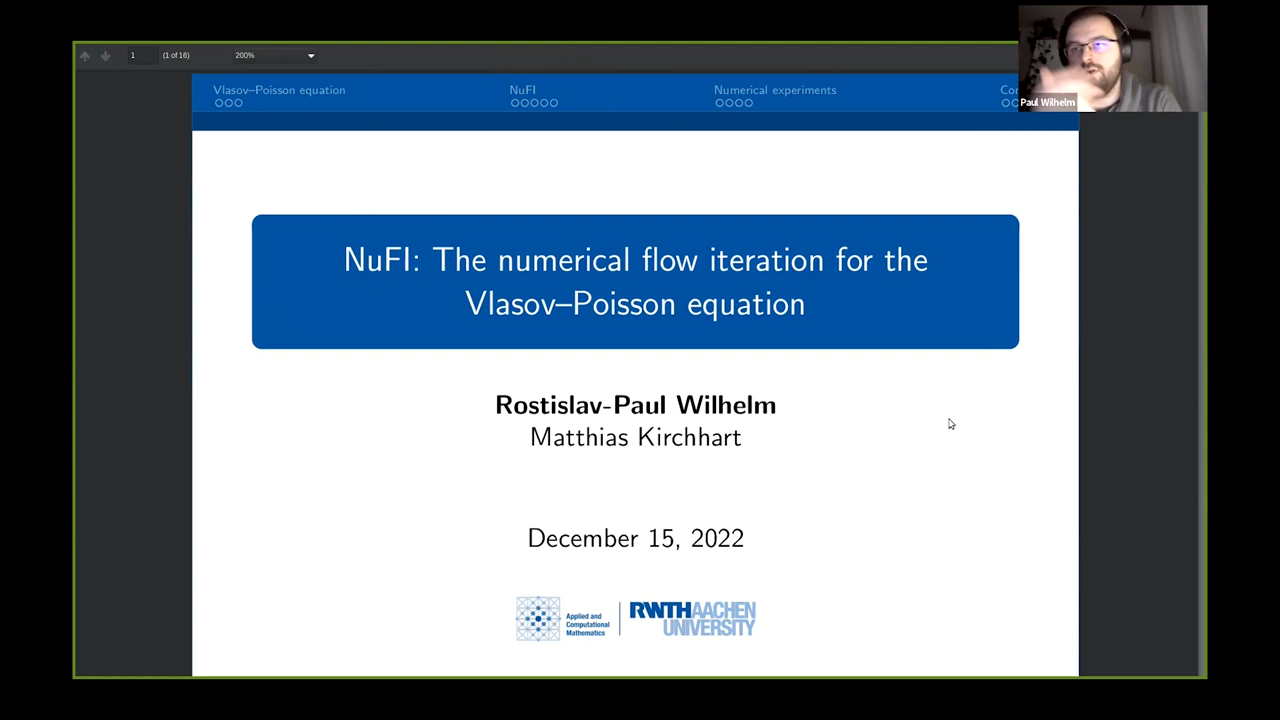 1 (1 of 16) 200%
Vlasov–Poisson equation NuFI Numerical experiments
Paul Wilhelm
NuFI: The numerical flow iteration for the
Vlasov–Poisson equation
Rostislav-Paul Wilhelm
Matthias Kirchhart
December 15, 2022
Applied and
Computational
Mathematics
RWTHAACHEN
UNIVERSITY